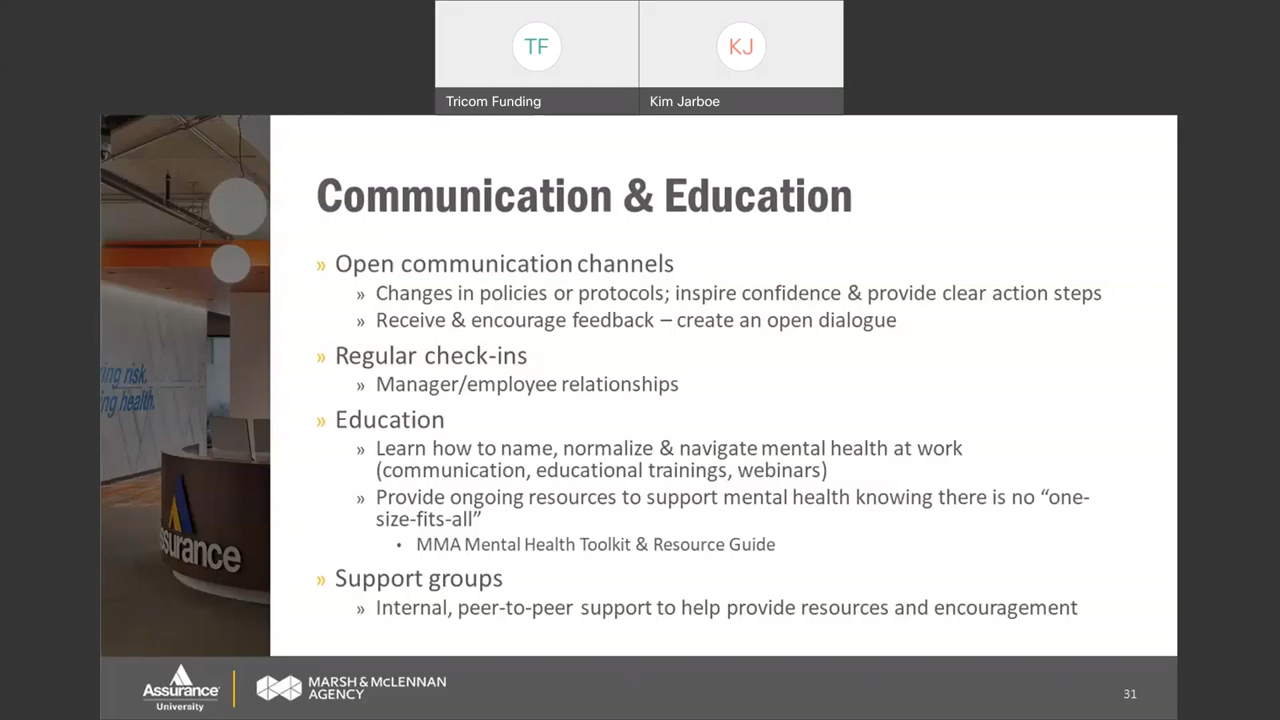 TF
KJ
Tricom Funding
Kim Jarboe
Communication & Education
» Open communication channels
» Changes in policies or protocols; inspire confidence & provide clear action steps
» Receive & encourage feedback – create an open dialogue
» Regular check-ins
» Manager/employee relationships
» Education
» Learn how to name, normalize & navigate mental health at work
(communication, educational trainings, webinars)
» Provide ongoing resources to support mental health knowing there is no “one-
size-fits-all”
• MMA Mental Health Toolkit & Resource Guide
» Support groups
» Internal, peer-to-peer support to help provide resources and encouragement
risk.
health.
Assurance
University
MARSH & McLENNAN
AGENCY
31